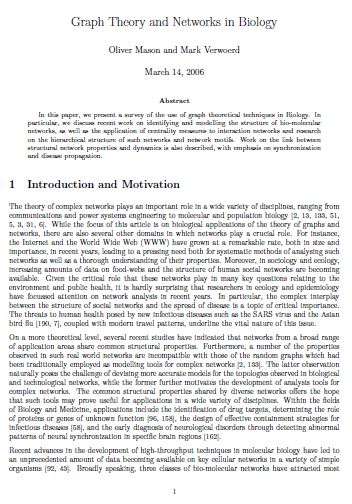 Graph Theory and Networks in Biology
Oliver Mason and Mark Verwoerd
March 14, 2006
Abstract
In this paper, we present a survey of the use of graph theoretical techniques in Biology. In
particular, we discuss recent work on identifying and modelling the structure of bio-molecular
networks, as well as the application of centrality measures to interaction networks and research
on the hierarchical structure of such networks and network motifs. Work on the link between
structural network properties and dynamics is also described, with emphasis on synchronization
and disease propagation.
1 Introduction and Motivation
The theory of complex networks plays an important role in a wide variety of disciplines, ranging from
communications and power systems engineering to molecular and population biology [2, 13, 133, 51,
5, 3, 31, 6]. While the focus of this article is on biological applications of the theory of graphs and
networks, there are also several other domains in which networks play a crucial role. For instance,
the Internet and the World Wide Web (WWW) have grown at a remarkable rate, both in size and
importance, in recent years, leading to a pressing need both for systematic methods of analysing such
networks as well as a thorough understanding of their properties. Moreover, in sociology and ecology,
increasing amounts of data on food-webs and the structure of human social networks are becoming
available. Given the critical role that these networks play in many key questions relating to the
environment and public health, it is hardly surprising that researchers in ecology and epidemiology
have focussed attention on network analysis in recent years. In particular, the complex interplay
between the structure of social networks and the spread of disease is a topic of critical importance.
The threats to human health posed by new infectious diseases such as the SARS virus and the Asian
bird flu [190, 7], coupled with modern travel patterns, underline the vital nature of this issue.
On a more theoretical level, several recent studies have indicated that networks from a broad range
of application areas share common structural properties. Furthermore, a number of the properties
observed in such real world networks are incompatible with those of the random graphs which had
been traditionally employed as modelling tools for complex networks [2, 133]. The latter observation
naturally poses the challenge of devising more accurate models for the topologies observed in biological
and technological networks, while the former further motivates the development of analysis tools for
complex networks. The common structural properties shared by diverse networks offers the hope
that such tools may prove useful for applications in a wide variety of disciplines. Within the fields
of Biology and Medicine, applications include the identification of drug targets, determining the role
of proteins or genes of unknown function [96, 158], the design of effective containment strategies for
infectious diseases [58], and the early diagnosis of neurological disorders through detecting abnormal
patterns of neural synchronization in specific brain regions [162].
Recent advances in the development of high-throughput techniques in molecular biology have led to
an unprecedented amount of data becoming available on key cellular networks in a variety of simple
organisms [92, 43]. Broadly speaking, three classes of bio-molecular networks have attracted most
1